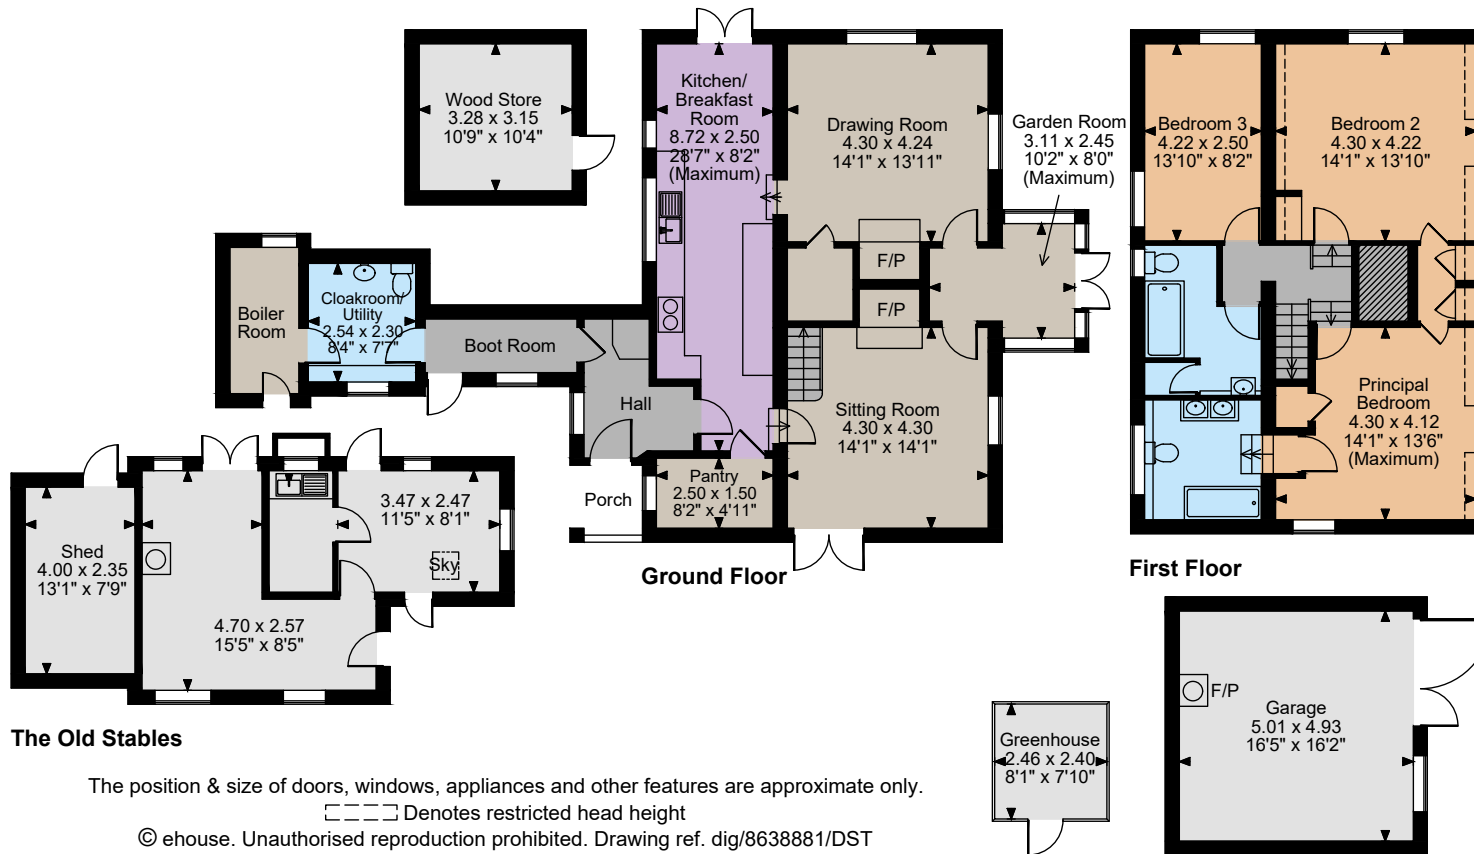 Wood Store
3.28 x 3.15
10'9" x 10'4"
Kitchen/
Breakfast
Room
8.72 x 2.50
28'7" x 8'2"
(Maximum)
Drawing Room
4.30 x 4.24
14'1" x 13'11"
Garden Room
3.11 x 2.45
10'2" x 8'0"
(Maximum)
Bedroom 3
4.22 x 2.50
13'10" x 8'2"
Bedroom 2
4.30 x 4.22
14'1" x 13'10"
F/P
F/P
Boiler
Room
Cloakroom/
Utility
2.54 x 2.30
8'4" x 7'7"
Boot Room
Hall
Sitting Room
4.30 x 4.30
14'1" x 14'1"
Principal
Bedroom
4.30 x 4.12
14'1" x 13'6"
(Maximum)
Pantry
2.50 x 1.50
8'2" x 4'11"
Porch
3.47 x 2.47
11'5" x 8'1"
Sky
Shed
4.00 x 2.35
13'1" x 7'9"
4.70 x 2.57
15'5" x 8'5"
Ground Floor
First Floor
The Old Stables
F/P
Garage
5.01 x 4.93
16'5" x 16'2"
Greenhouse
2.46 x 2.40
8'1" x 7'10"
The position & size of doors, windows, appliances and other features are approximate only.
Denotes restricted head height
© ehouse. Unauthorised reproduction prohibited. Drawing ref. dig/8638881/DST